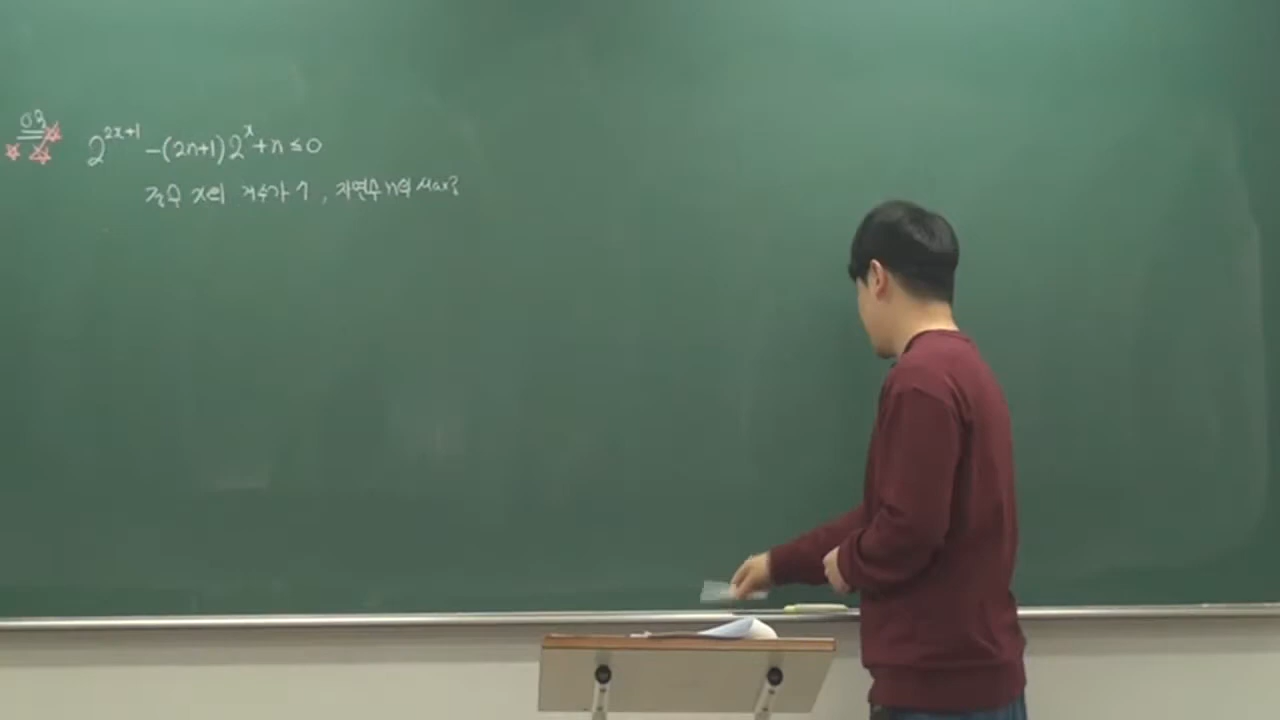 03
2^{2x+1} -(2n+1)2^x+n≤0
정수 x의 개수가 7, 자연수 n의 Max?